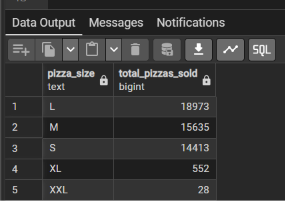 Data Output Messages Notifications
SQL
pizza_size total_pizzas_sold
text bigint
1 L 18973
2 M 15635
3 S 14413
4 XL 552
5 XXL 28